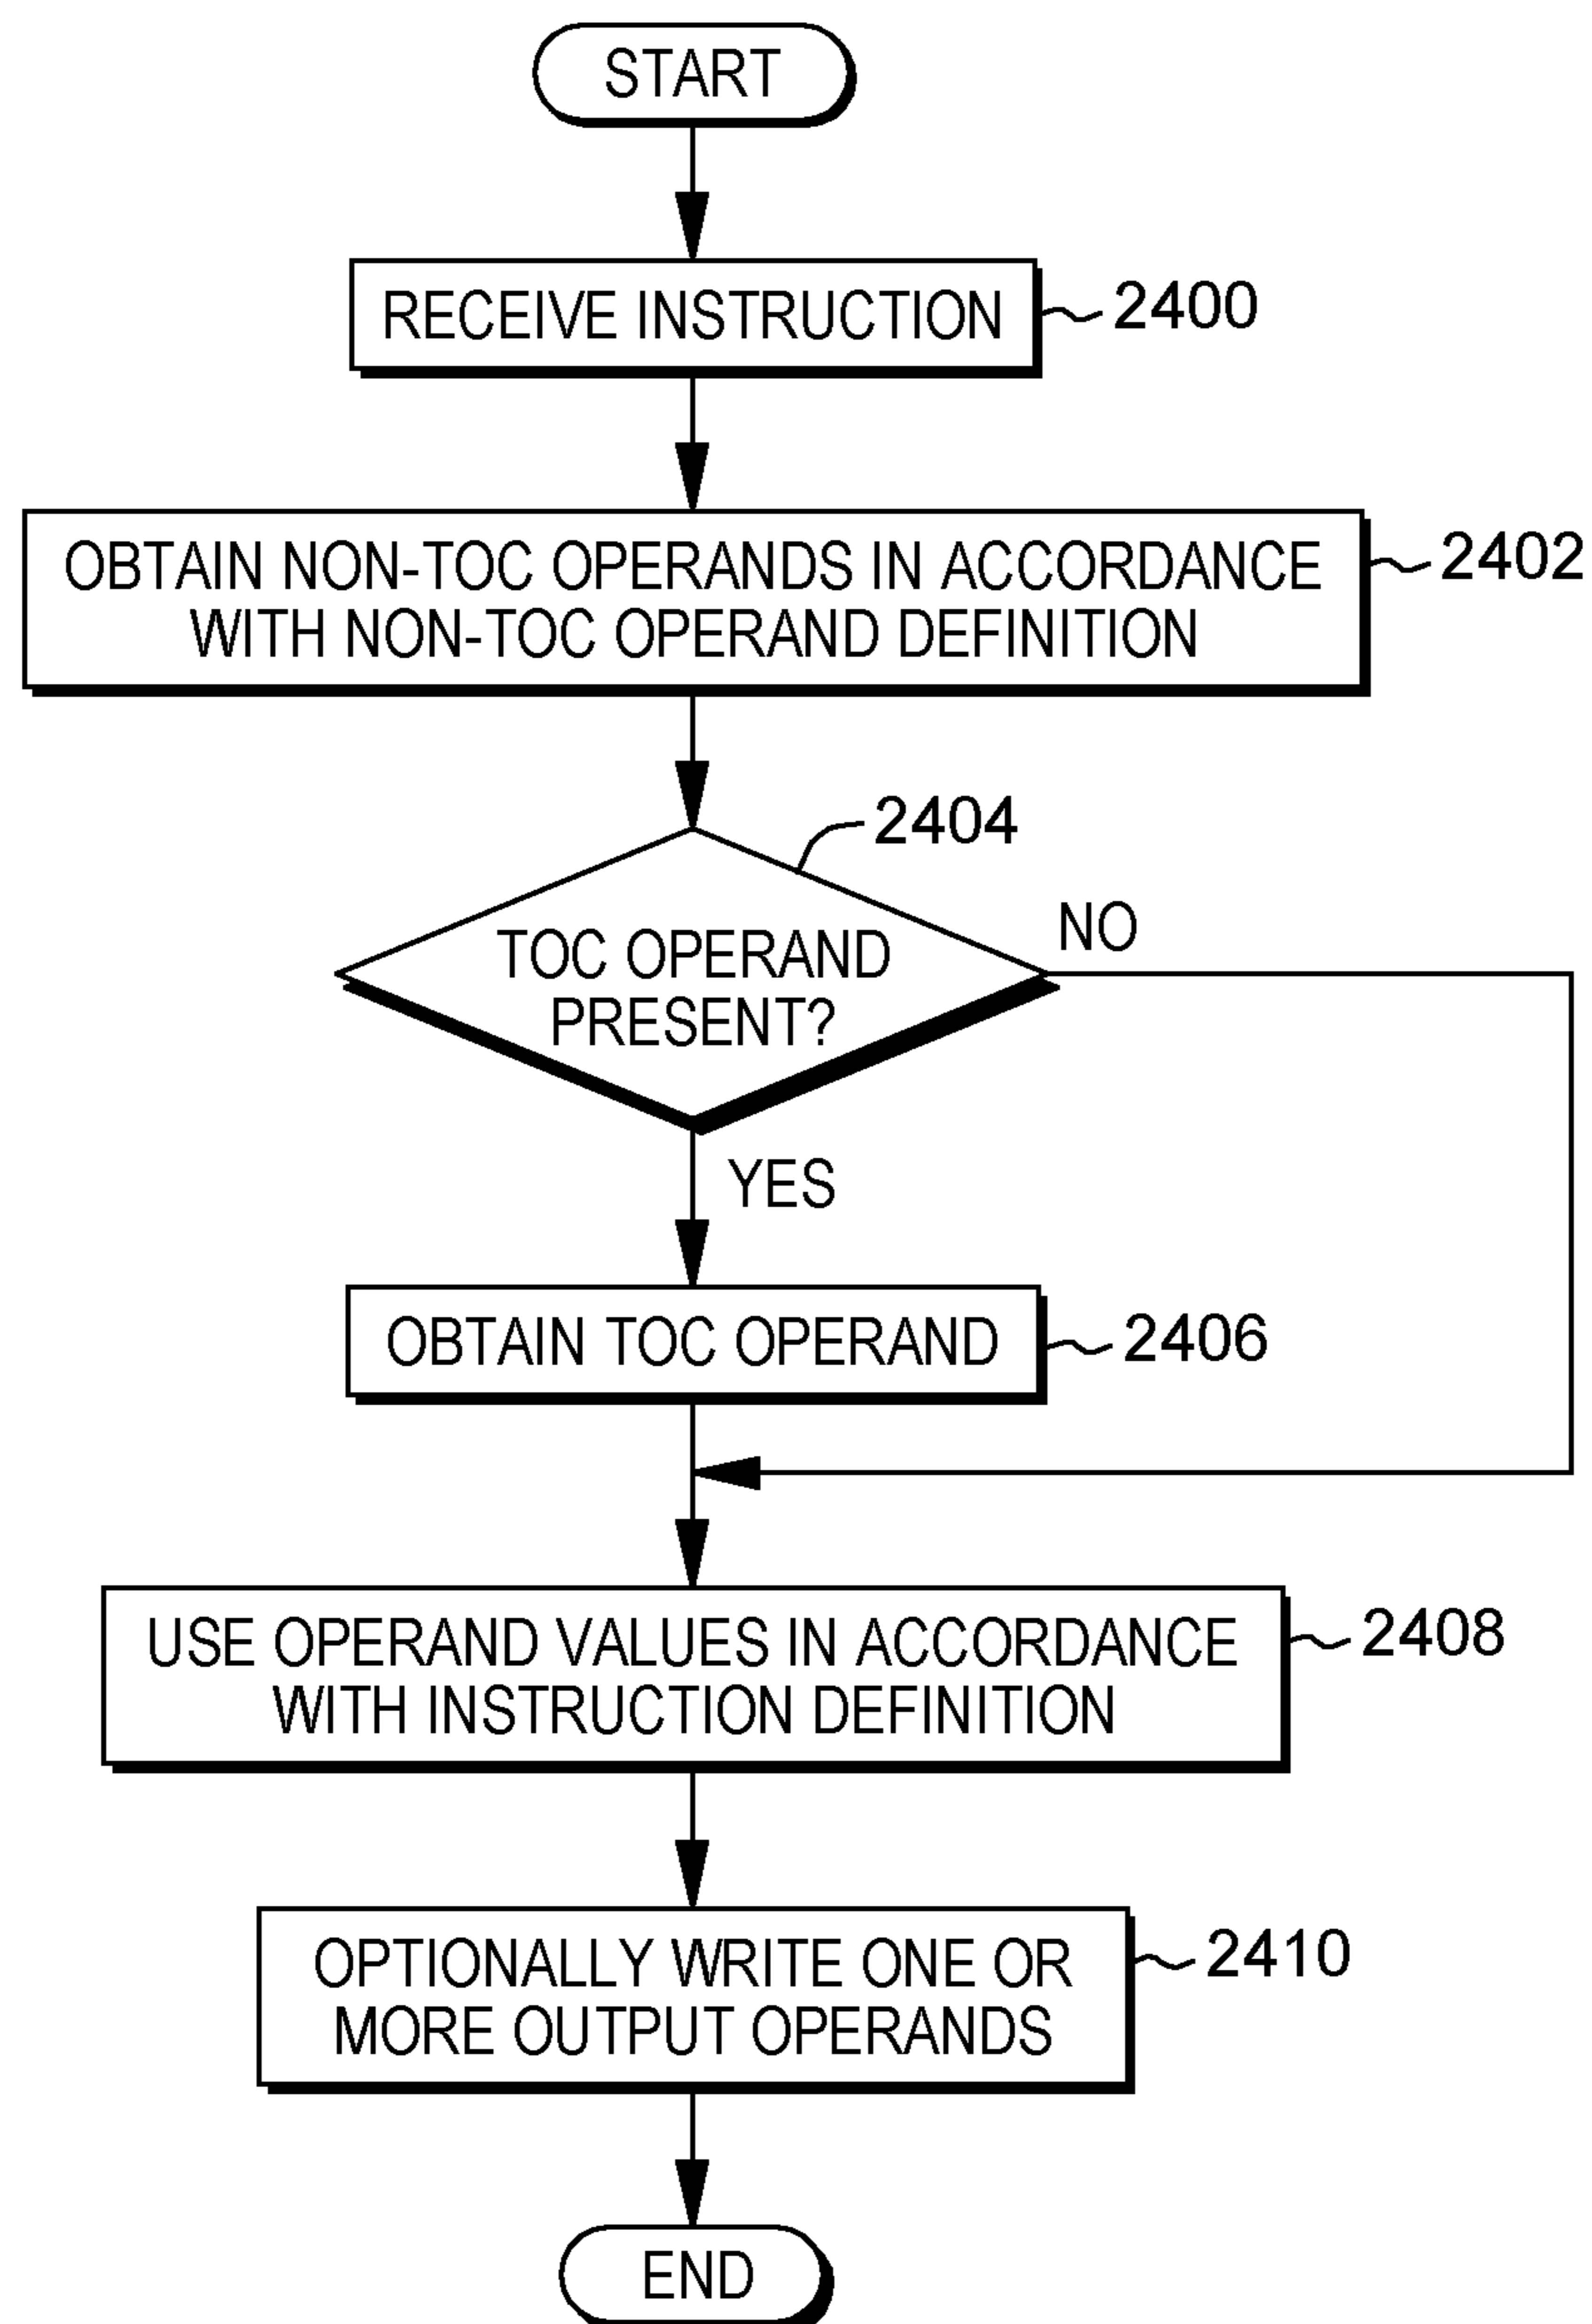 START
RECEIVE INSTRUCTION
2400
OBTAIN NON-TOC OPERANDS IN ACCORDANCE
WITH NON-TOC OPERAND DEFINITION
2402
2404
TOC OPERAND
PRESENT?
NO
YES
OBTAIN TOC OPERAND
2406
USE OPERAND VALUES IN ACCORDANCE
WITH INSTRUCTION DEFINITION
2408
OPTIONALLY WRITE ONE OR
MORE OUTPUT OPERANDS
2410
END